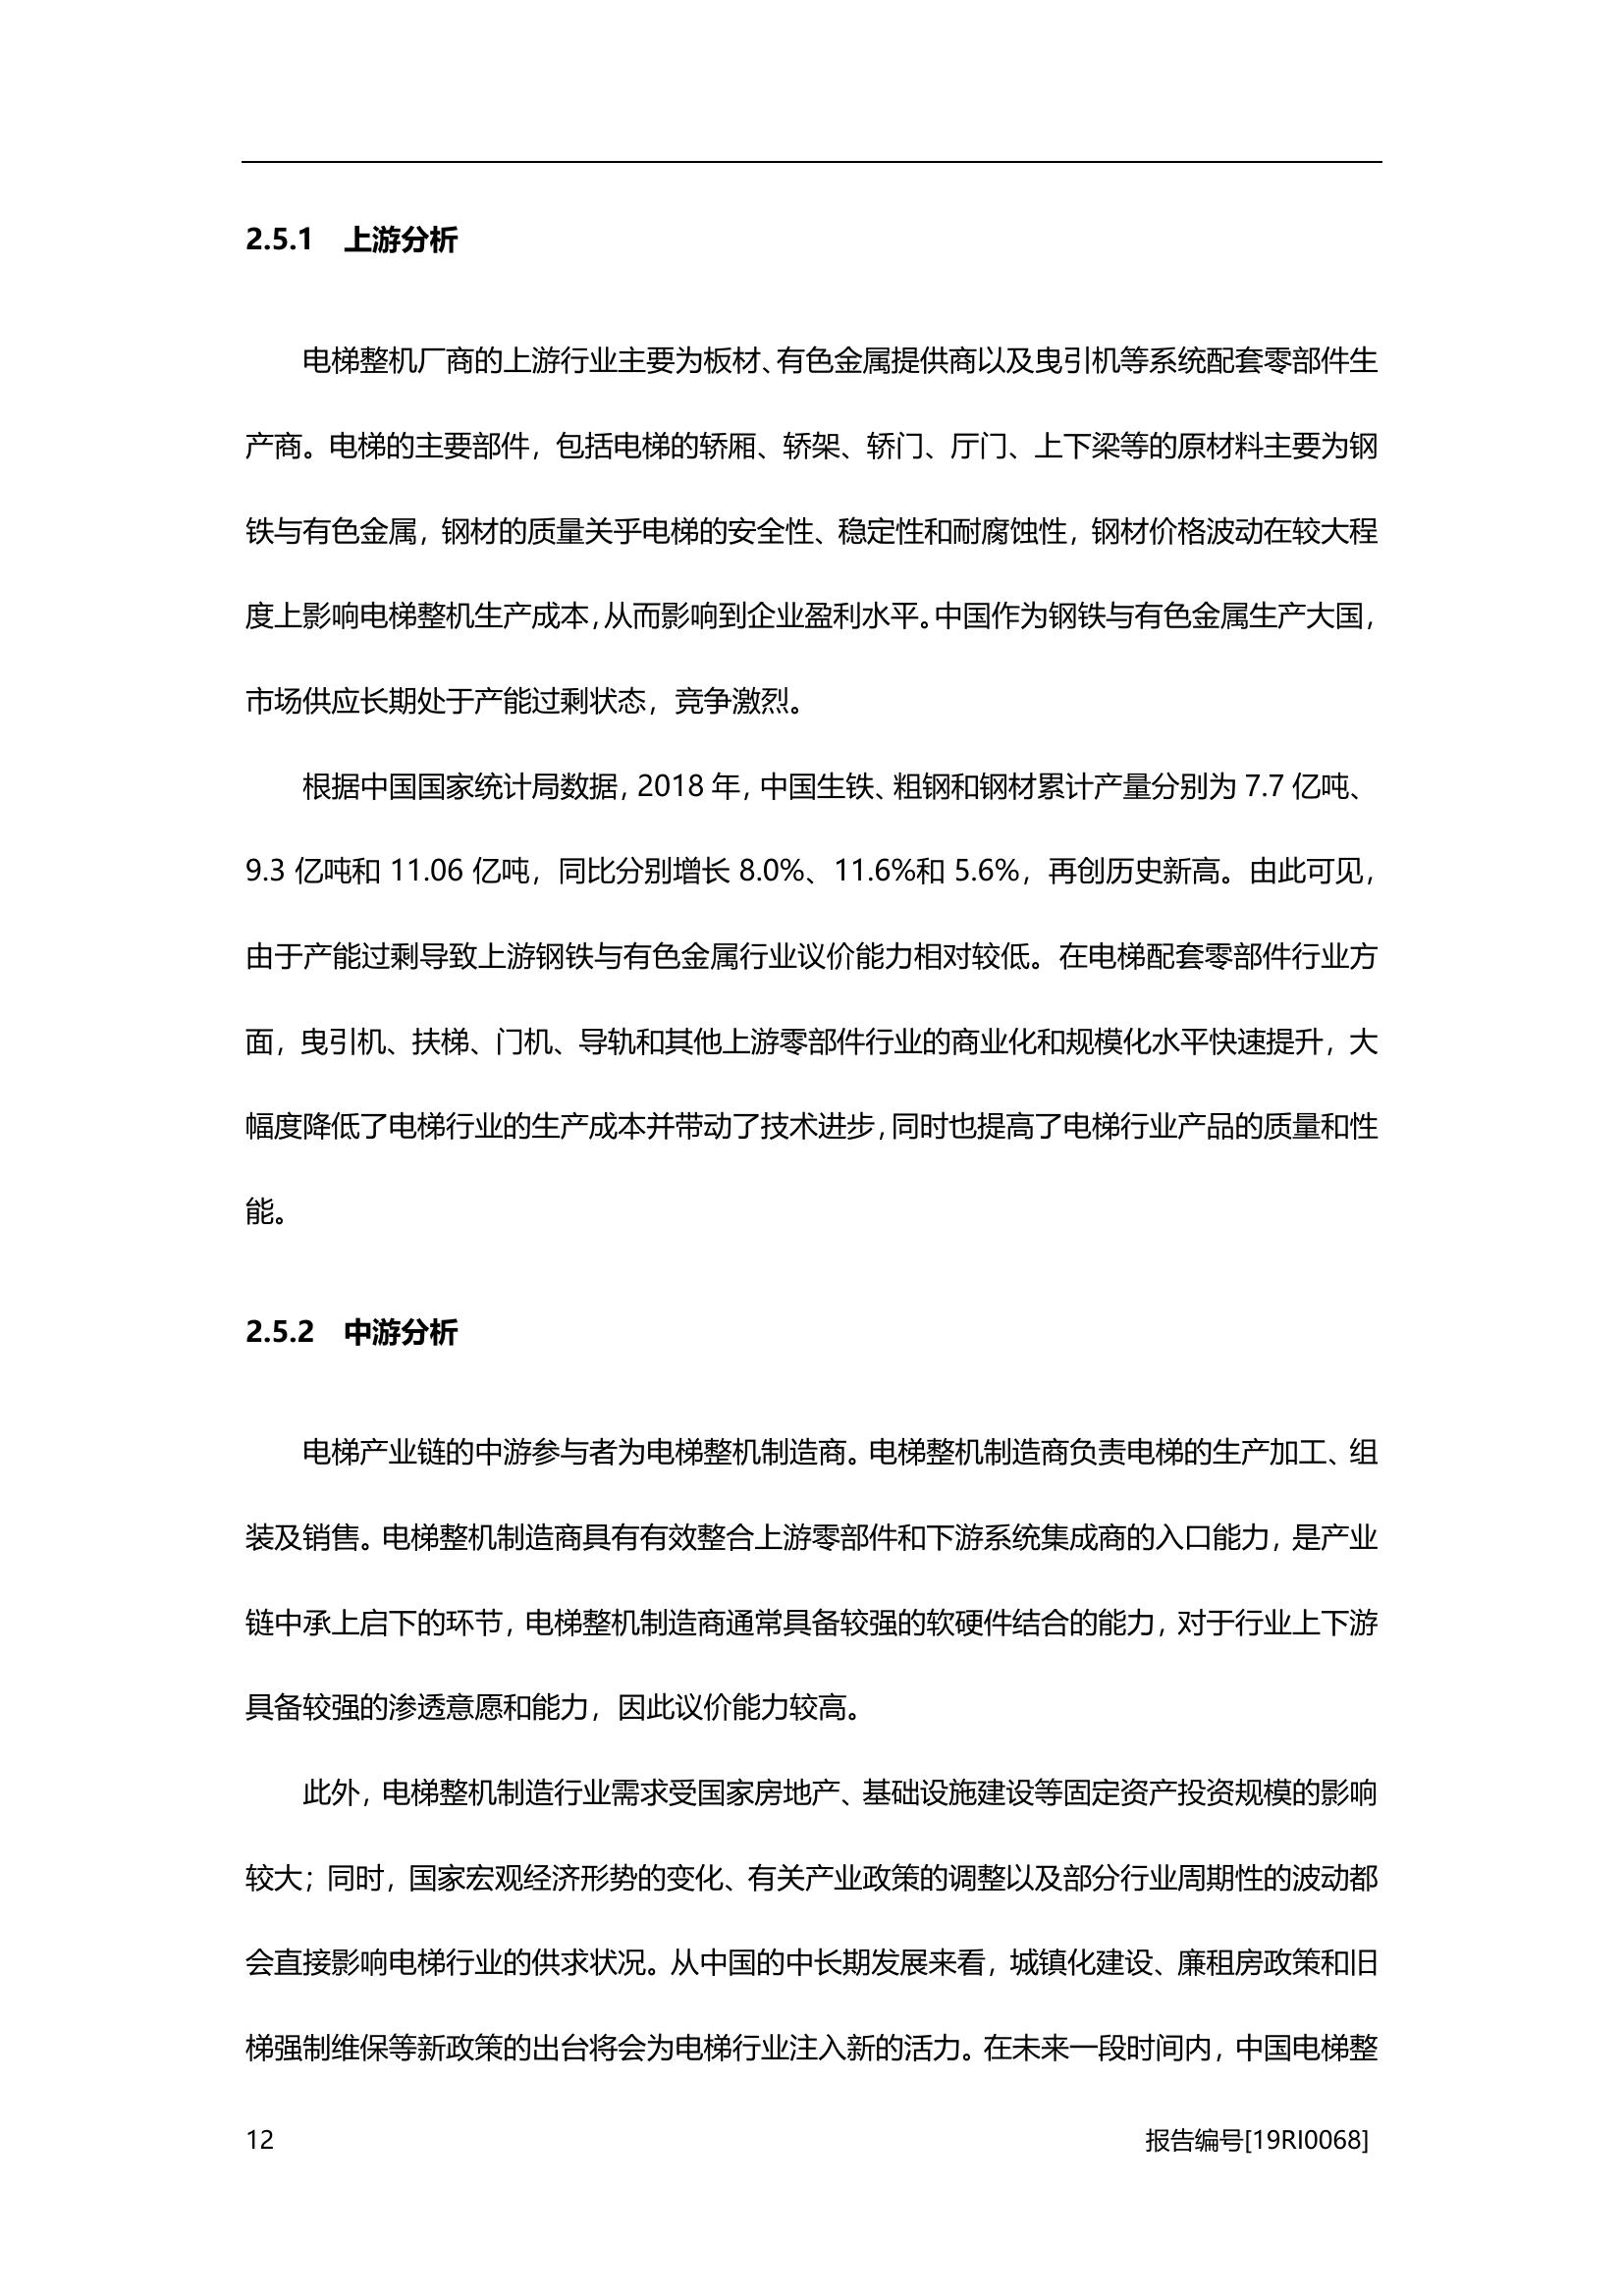 2.5.1 上游分析
电梯整机厂商的上游行业主要为板材、有色金属提供商以及曳引机等系统配套零部件生
产商。电梯的主要部件，包括电梯的轿厢、轿架、轿门、厅门、上下梁等的原材料主要为钢
铁与有色金属，钢材的质量关乎电梯的安全性、稳定性和耐腐蚀性，钢材价格波动在较大程
度上影响电梯整机生产成本，从而影响到企业盈利水平。中国作为钢铁与有色金属生产大国，
市场供应长期处于产能过剩状态，竞争激烈。
根据中国国家统计局数据，2018 年，中国生铁、粗钢和钢材累计产量分别为 7.7 亿吨、
9.3 亿吨和 11.06 亿吨，同比分别增长 8.0%、11.6%和 5.6%，再创历史新高。由此可见，
由于产能过剩导致上游钢铁与有色金属行业议价能力相对较低。在电梯配套零部件行业方
面，曳引机、扶梯、门机、导轨和其他上游零部件行业的商业化和规模化水平快速提升，大
幅度降低了电梯行业的生产成本并带动了技术进步，同时也提高了电梯行业产品的质量和性
能。
2.5.2 中游分析
电梯产业链的中游参与者为电梯整机制造商。电梯整机制造商负责电梯的生产加工、组
装及销售。电梯整机制造商具有有效整合上游零部件和下游系统集成商的入口能力，是产业
链中承上启下的环节，电梯整机制造商通常具备较强的软硬件结合的能力，对于行业上下游
具备较强的渗透意愿和能力，因此议价能力较高。
此外，电梯整机制造行业需求受国家房地产、基础设施建设等固定资产投资规模的影响
较大；同时，国家宏观经济形势的变化、有关产业政策的调整以及部分行业周期性的波动都
会直接影响电梯行业的供求状况。从中国的中长期发展来看，城镇化建设、廉租房政策和旧
梯强制维保等新政策的出台将会为电梯行业注入新的活力。在未来一段时间内，中国电梯整
12 报告编号[19RI0068]